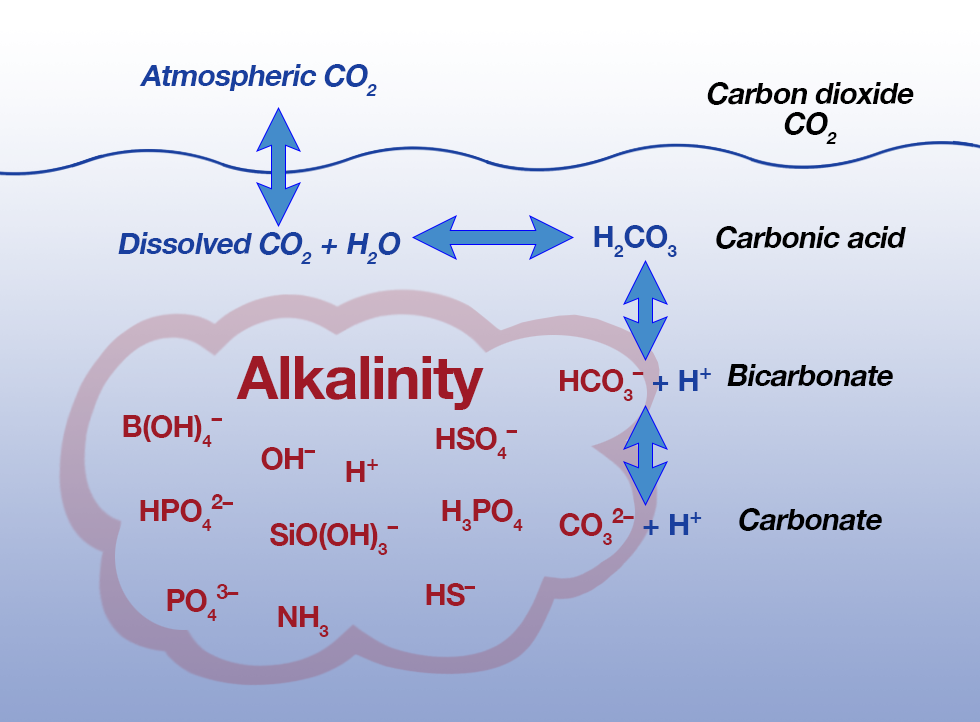 Atmospheric CO₂
Carbon dioxide
CO₂
Dissolved CO₂ + H₂O
H₂CO₃
Carbonic acid
Alkalinity
HCO₃⁻ + H⁺
Bicarbonate
B(OH)₄⁻
OH⁻
H⁺
HSO₄⁻
HPO₄²⁻
SiO(OH)₃⁻
H₃PO₄
CO₃²⁻ + H⁺
Carbonate
PO₄³⁻
NH₃
HS⁻